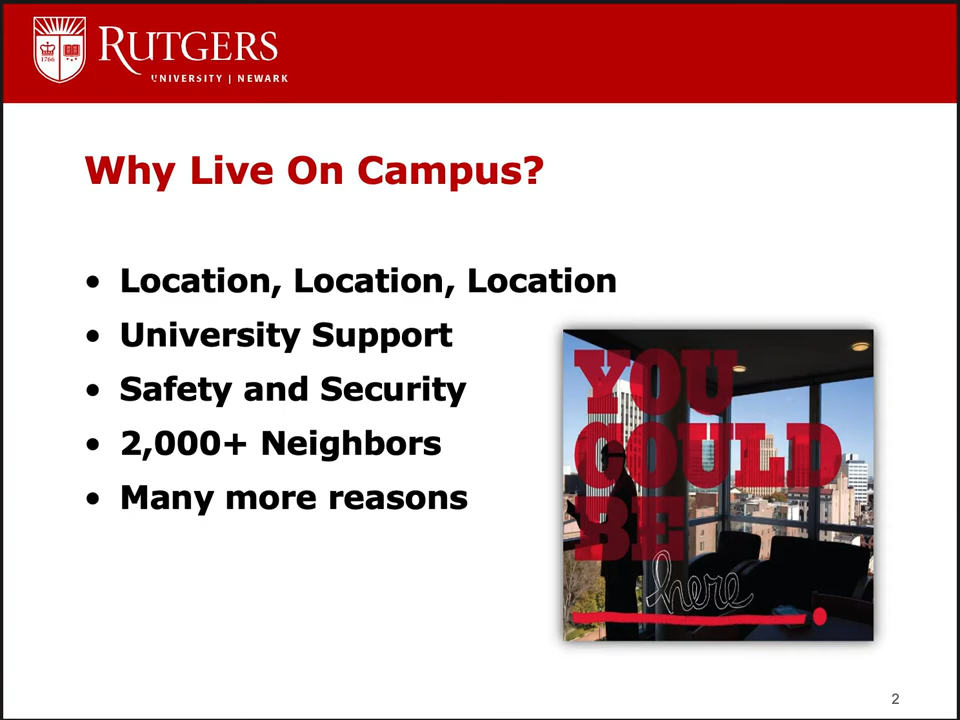 1766
RUTGERS
UNIVERSITY | NEWARK
Why Live On Campus?
• Location, Location, Location
• University Support
• Safety and Security
• 2,000+ Neighbors
• Many more reasons
YOU
COULD
BE
here.
2